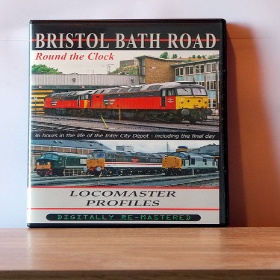 BRISTOL BATH ROAD
Round the Clock
36 hours in the life of the Inter City Depot - including the final day
LOCOMASTER
PROFILES
DIGITALLY RE-MASTERED